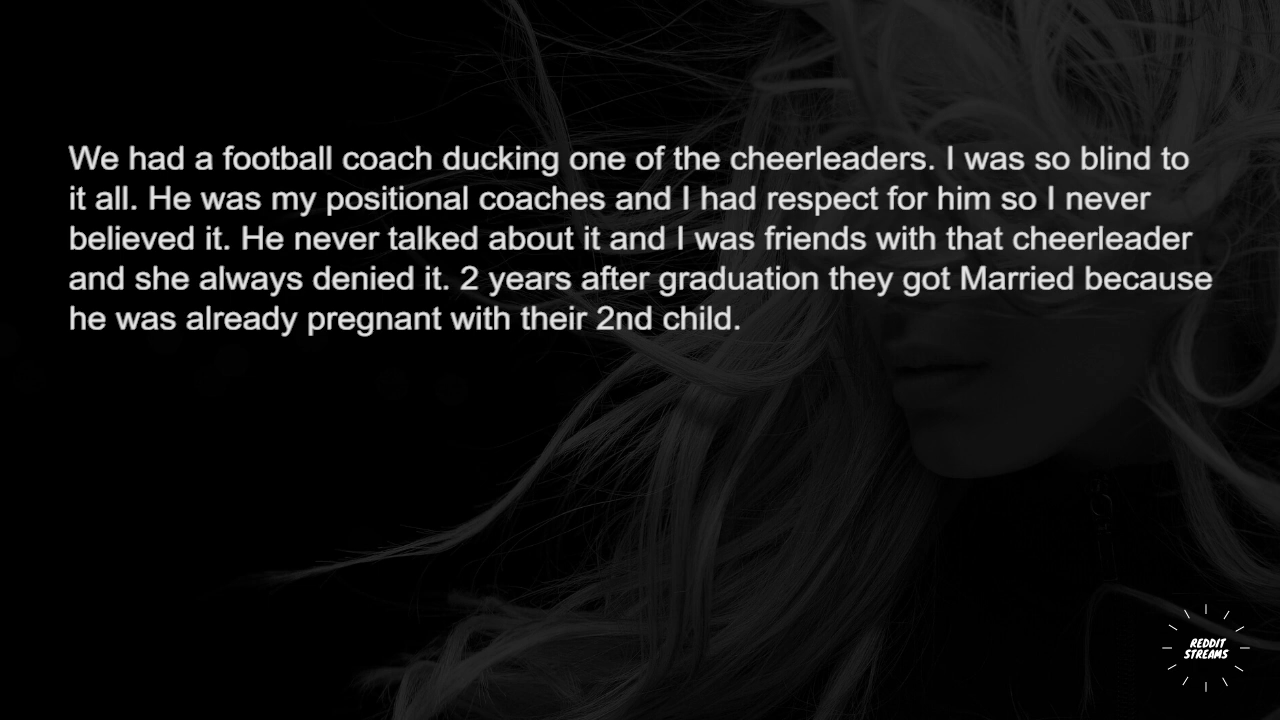 We had a football coach ducking one of the cheerleaders. I was so blind to
it all. He was my positional coaches and I had respect for him so I never
believed it. He never talked about it and I was friends with that cheerleader
and she always denied it. 2 years after graduation they got Married because
he was already pregnant with their 2nd child.
REDDIT
STREAMS